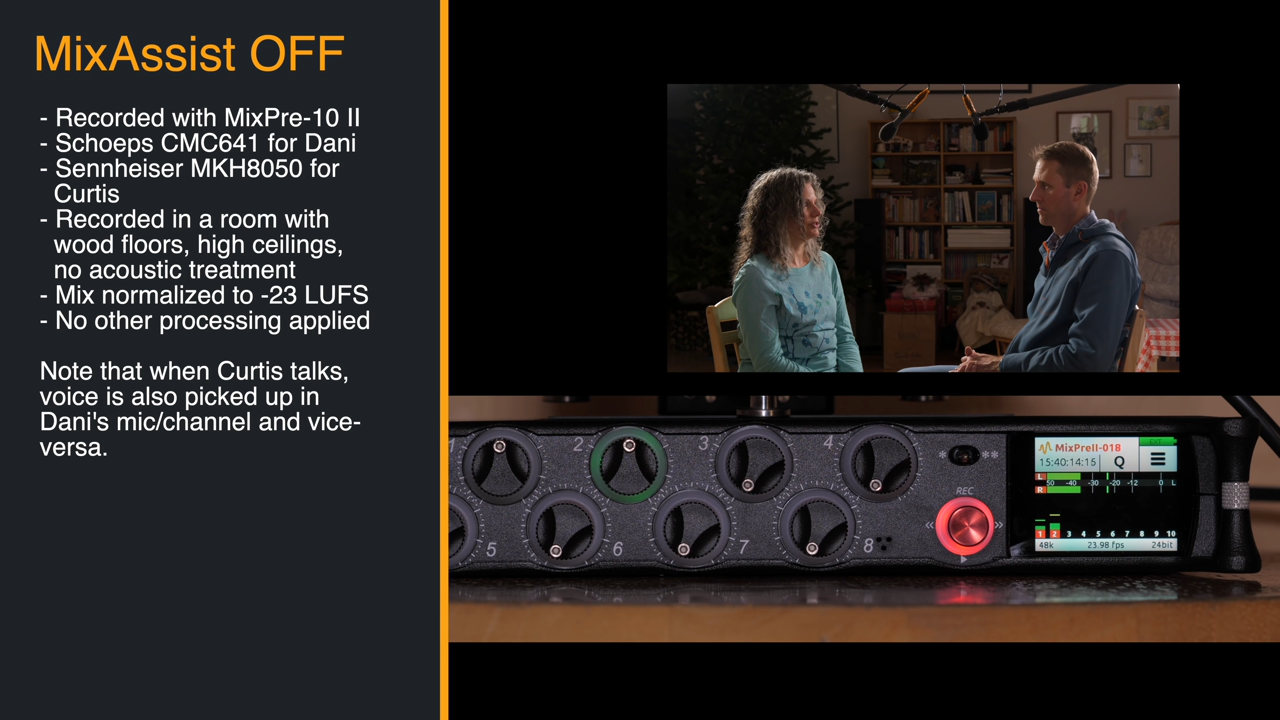 MixAssist OFF
- Recorded with MixPre-10 II
- Schoeps CMC641 for Dani
- Sennheiser MKH8050 for
Curtis
- Recorded in a room with
wood floors, high ceilings,
no acoustic treatment
- Mix normalized to -23 LUFS
- No other processing applied
Note that when Curtis talks,
voice is also picked up in
Dani's mic/channel and vice-
versa.
2 3 4
* **
REC
5 6 7 8
MixPreII-018
15:40:14:15 Q
L
50 -40 -30 -20 -12 0 L
R
1 2 3 4 5 6 7 8 9 10
48k 23.98 fps 24bit